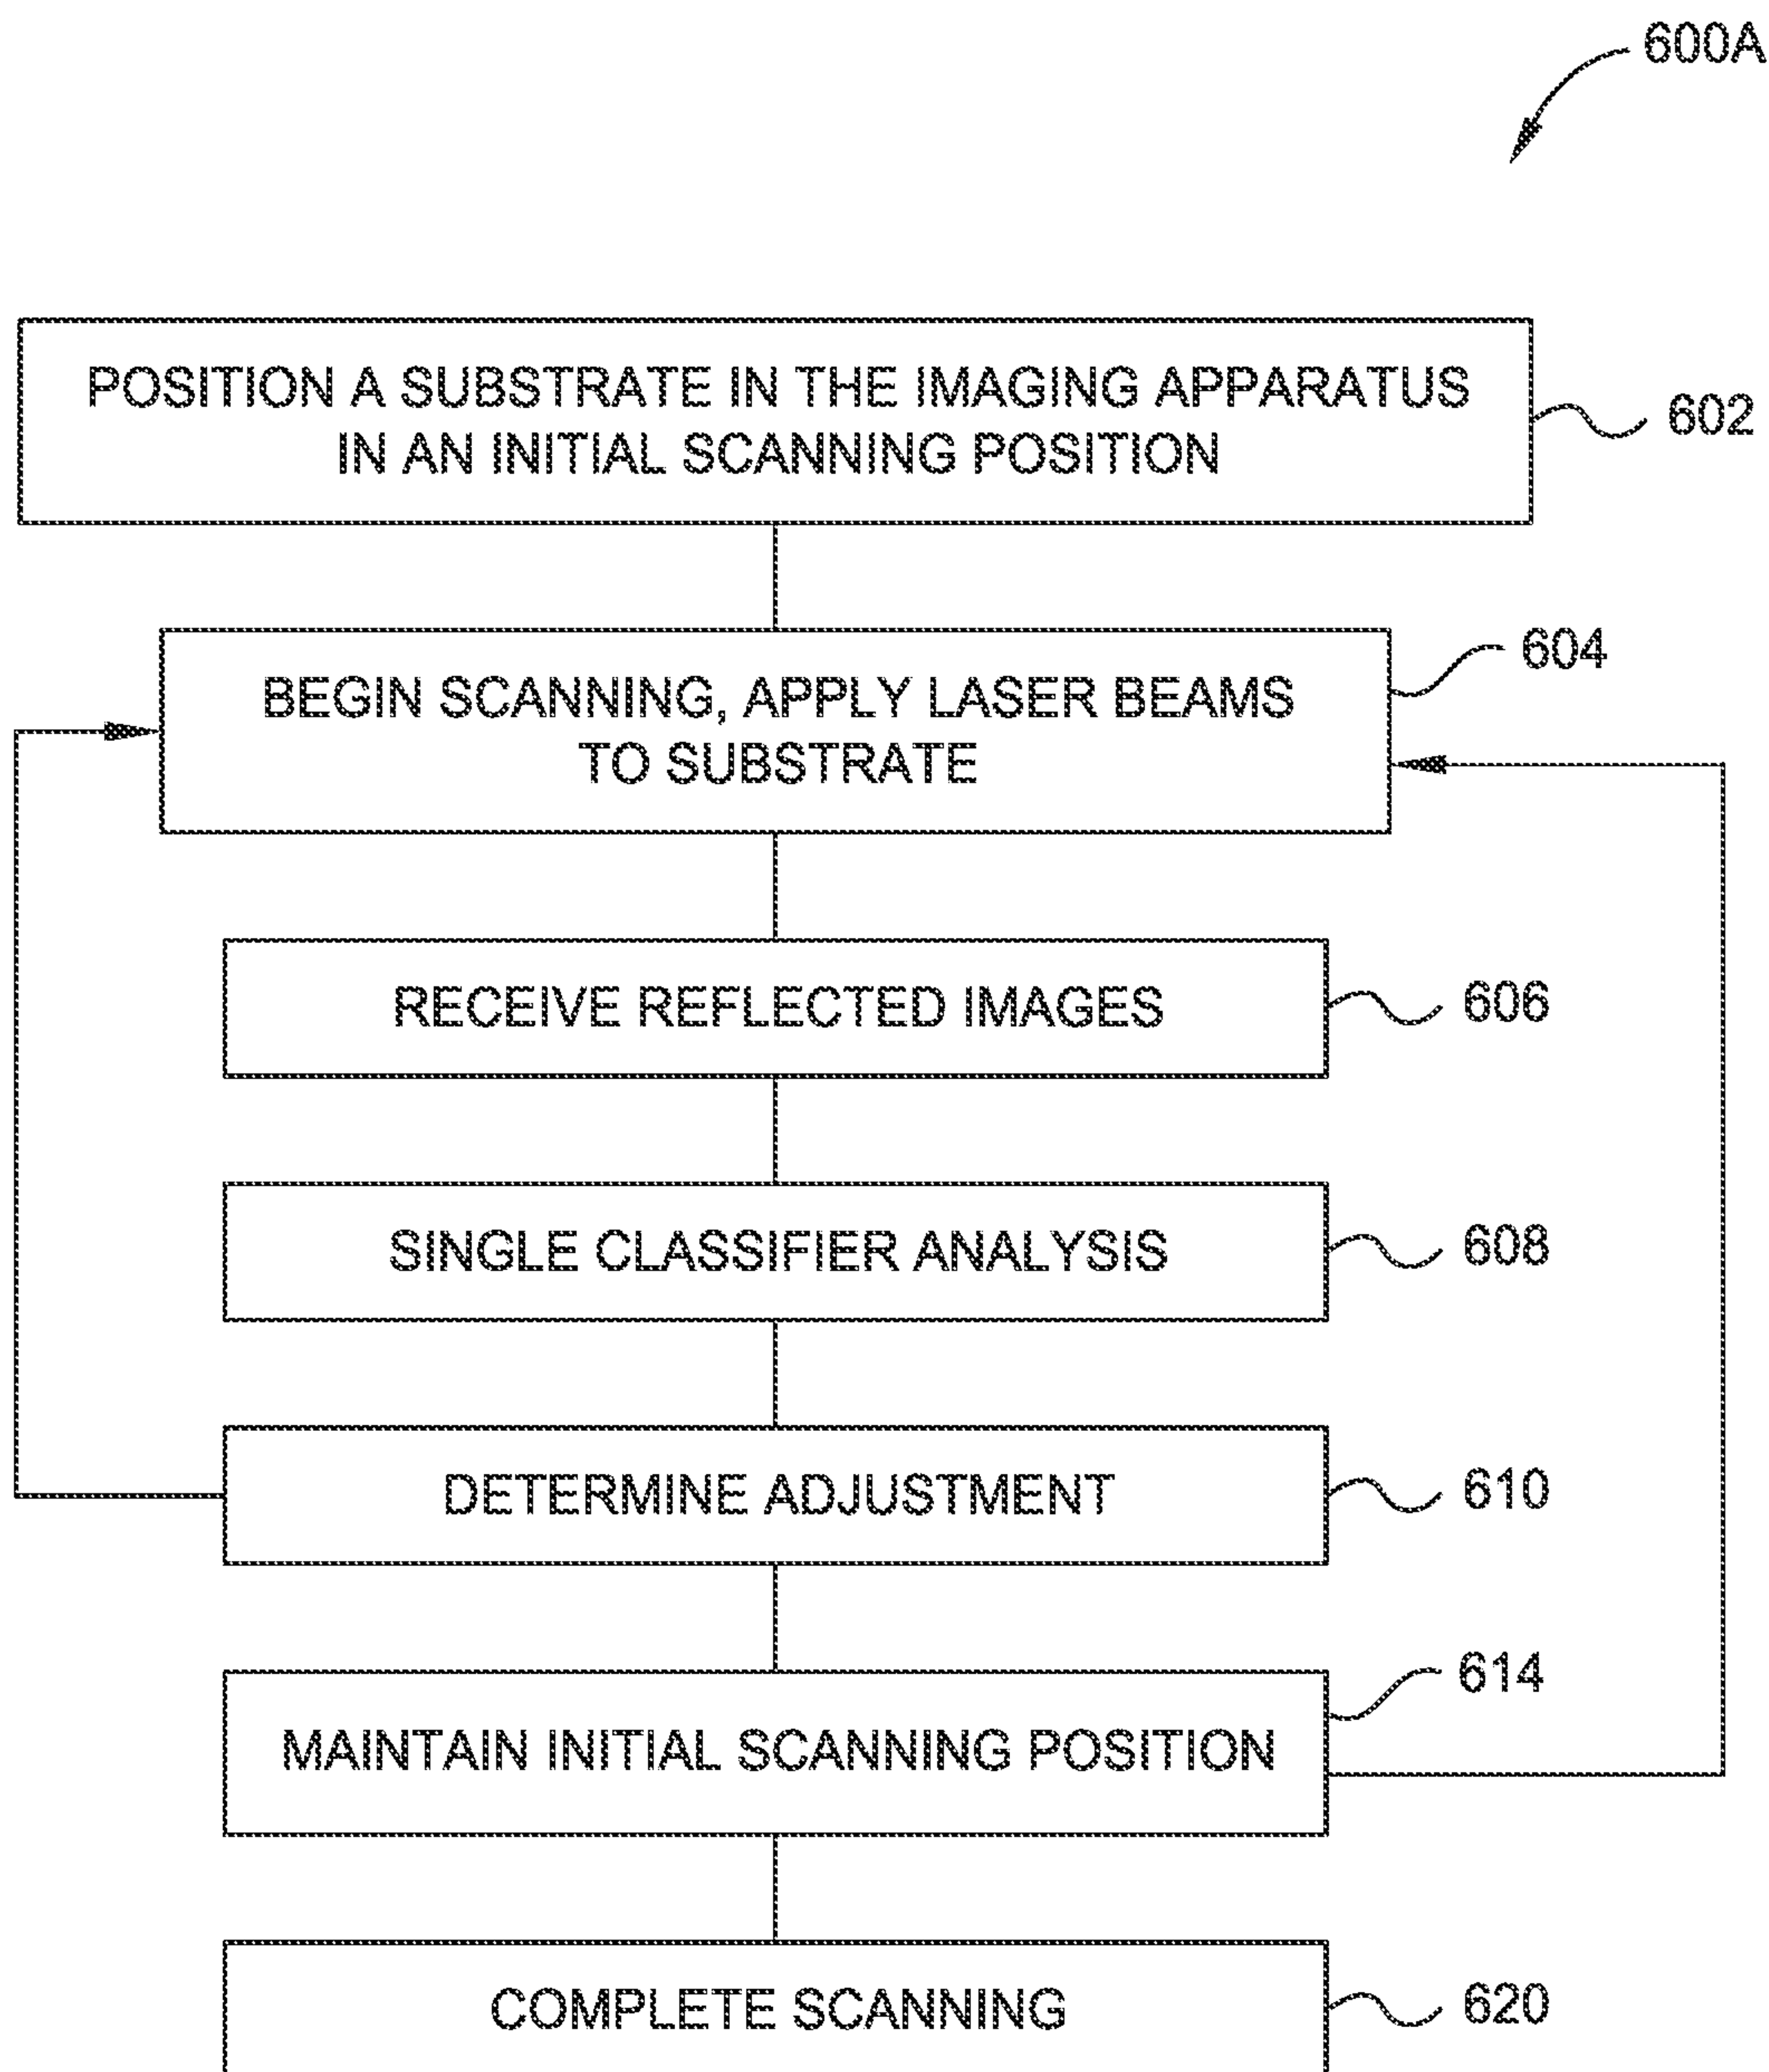 600A
POSITION A SUBSTRATE IN THE IMAGING APPARATUS
IN AN INITIAL SCANNING POSITION
602
BEGIN SCANNING, APPLY LASER BEAMS
TO SUBSTRATE
604
RECEIVE REFLECTED IMAGES
606
SINGLE CLASSIFIER ANALYSIS
608
DETERMINE ADJUSTMENT
610
MAINTAIN INITIAL SCANNING POSITION
614
COMPLETE SCANNING
620